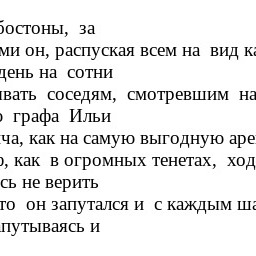 бостоны, за
ми он, распуская всем на вид ка
день на сотни
вать соседям, смотревшим на
о графа Ильи
ча, как на самую выгодную аре
ф, как в огромных тенетах, ход
сь не верить
то он запутался и с каждым ша
апутываясь и